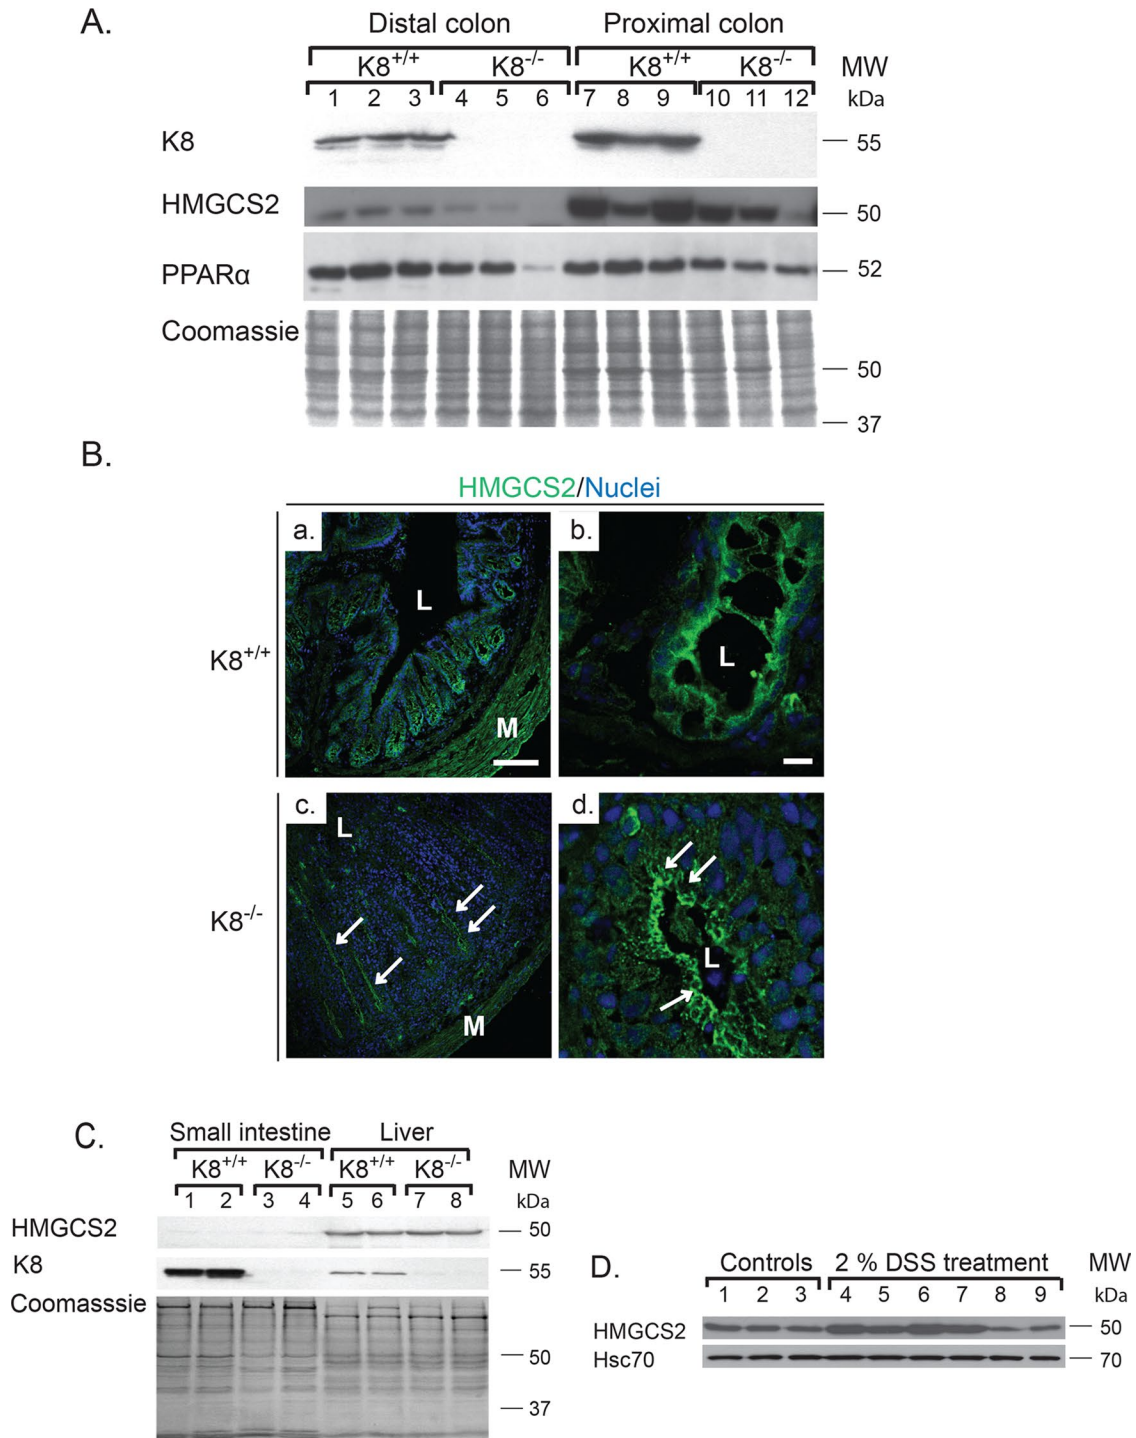 A.
Distal colon Proximal colon
K8+/+ K8-/- K8+/+ K8-/- MW
1 2 3 4 5 6 7 8 9 10 11 12 kDa
K8 55
HMGCS2 50
PPARα 52
Coomassie
50
37
B.
HMGCS2/Nuclei
a. b.
L
L
K8+/+
M
c. d.
L
K8-/-
L
M
C.
Small intestine Liver
K8+/+ K8-/- K8+/+ K8-/- MW
1 2 3 4 5 6 7 8 kDa
HMGCS2 50
K8 55
Coomasssie
50
37
D.
Controls 2 % DSS treatment MW
1 2 3 4 5 6 7 8 9 kDa
HMGCS2 50
Hsc70 70